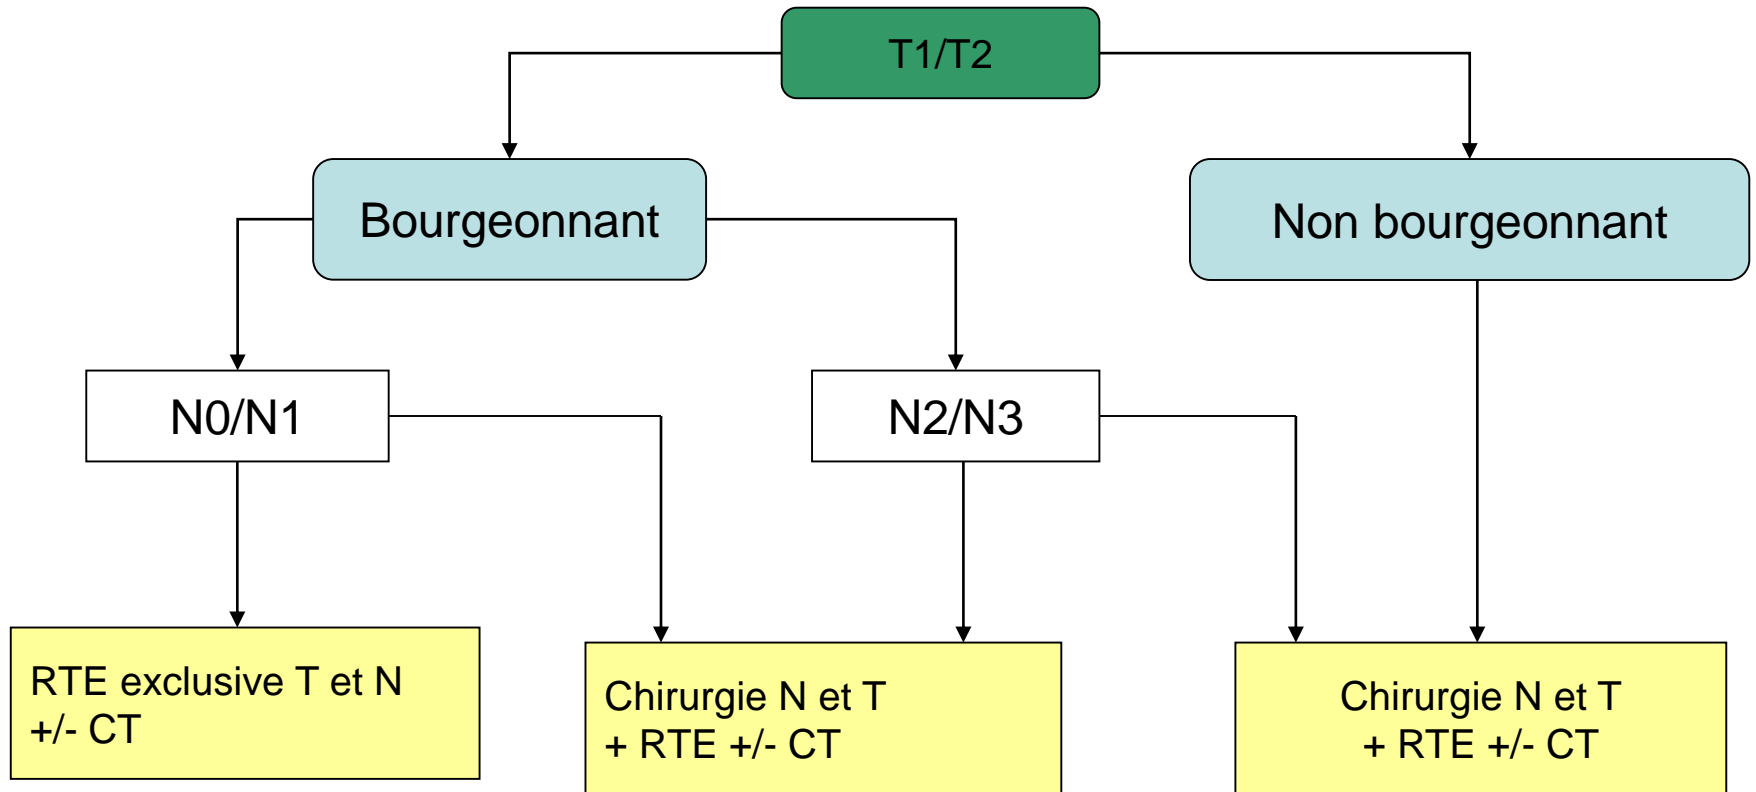 T1/T2
Bourgeonnant
Non bourgeonnant
N0/N1
N2/N3
RTE exclusive T et N
+/- CT
Chirurgie N et T
+ RTE +/- CT
Chirurgie N et T
+ RTE +/- CT